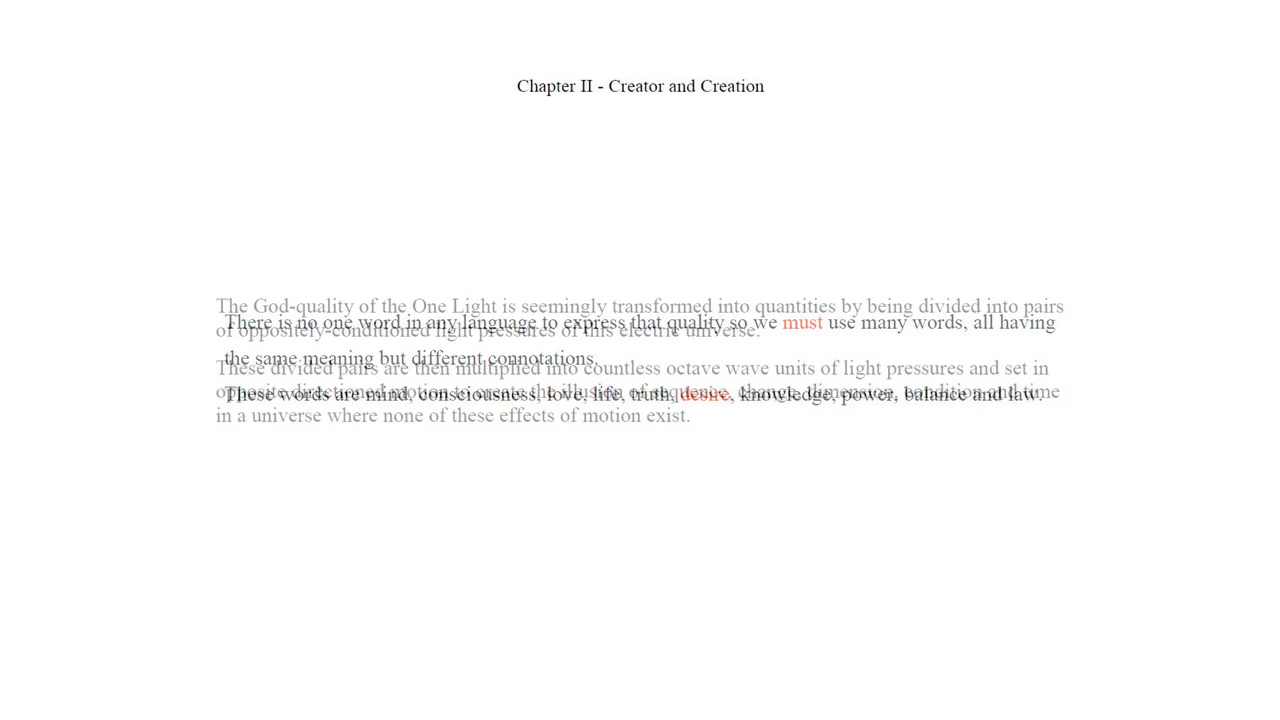 Chapter II - Creator and Creation
The God-quality of the One Light is seemingly transformed into quantities by being divided into pairs
There is no one word in any language to express that quality so we must use many words, all having
of oppositely-conditioned light pressures of this electric universe.
the same meaning but different connotations.
These divided pairs are then multiplied into countless octave wave units of light pressures and set in
opposite directioned motion to create the illusion of sequence, change, dimension, condition and time
These words are mind, consciousness, love, life, truth, desire, knowledge, power, balance and law.
in a universe where none of these effects of motion exist.